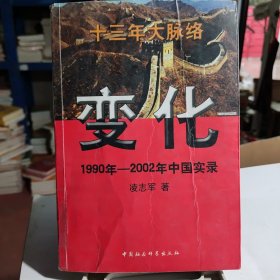 十三年大脉络
变化
1990年—2002年中国实录
凌志军 著
中国社会科学出版社